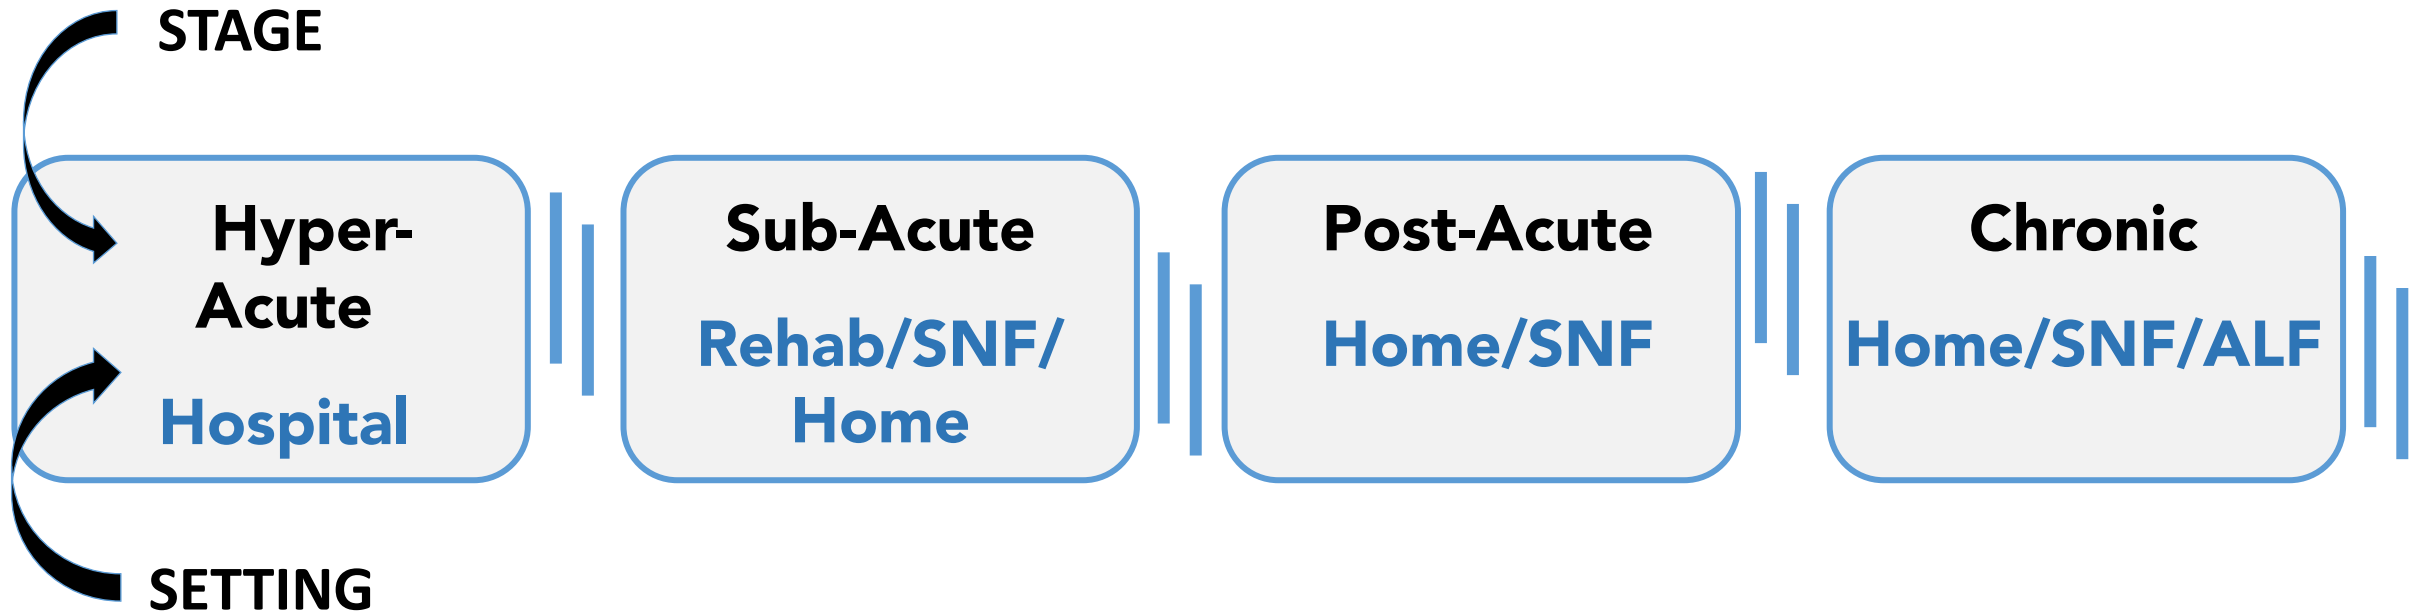 STAGE
Hyper-
Acute
Hospital
Sub-Acute
Rehab/SNF/
Home
Post-Acute
Home/SNF
Chronic
Home/SNF/ALF
SETTING